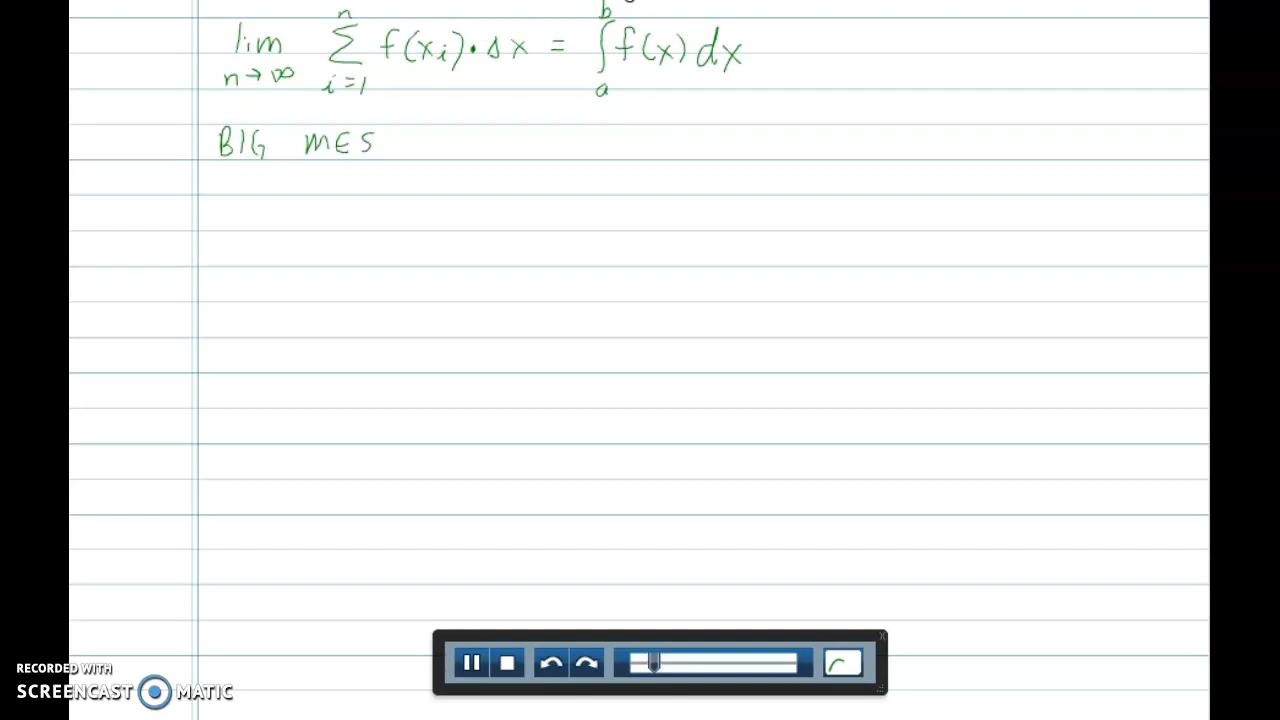 lim n→∞ n Σ i=1 f(xi)·Δx = b ∫ a f(x) dx
BIG MES
RECORDED WITH
SCREENCAST MATIC